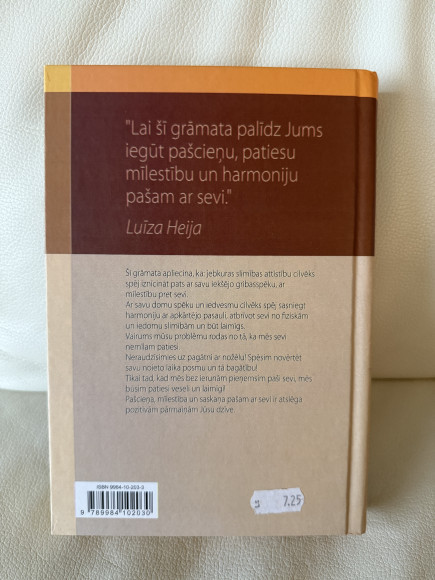 "Lai šī grāmata palīdz Jums
iegūt pašcieņu, patiesu
mīlestību un harmoniju
pašam ar sevi."
Luīza Heija
Šī grāmata apliecina, ka: jebkuras slimības attīstību cilvēks
spēj iznīcināt pats ar savu iekšējo gribasspēku, ar
mīlestību pret sevi.
Ar savu domu spēku un iedvesmu cilvēks spēj sasniegt
harmoniju ar apkārtējo pasauli, atbrīvot sevi no fiziskām
un iedomu slimībām un būt laimīgs.
Vairums mūsu problēmu rodas no tā, ka mēs sevi
nemīlam patiesi.
Neraudzīsimies uz pagātni ar nožēlu! Spēsim novērtēt
savu noieto laika posmu un tā bagātību!
Tikai tad, kad mēs bez ierunām pieņemsim paši sevi, mēs
būsim patiesi veseli un laimīgi!
Pašcieņa, mīlestība un saskaņa pašam ar sevi ir atslēga
pozitīvām pārmaiņām Jūsu dzīvē.
ISBN 9984-10-203-3
9 789984 102030
7.25